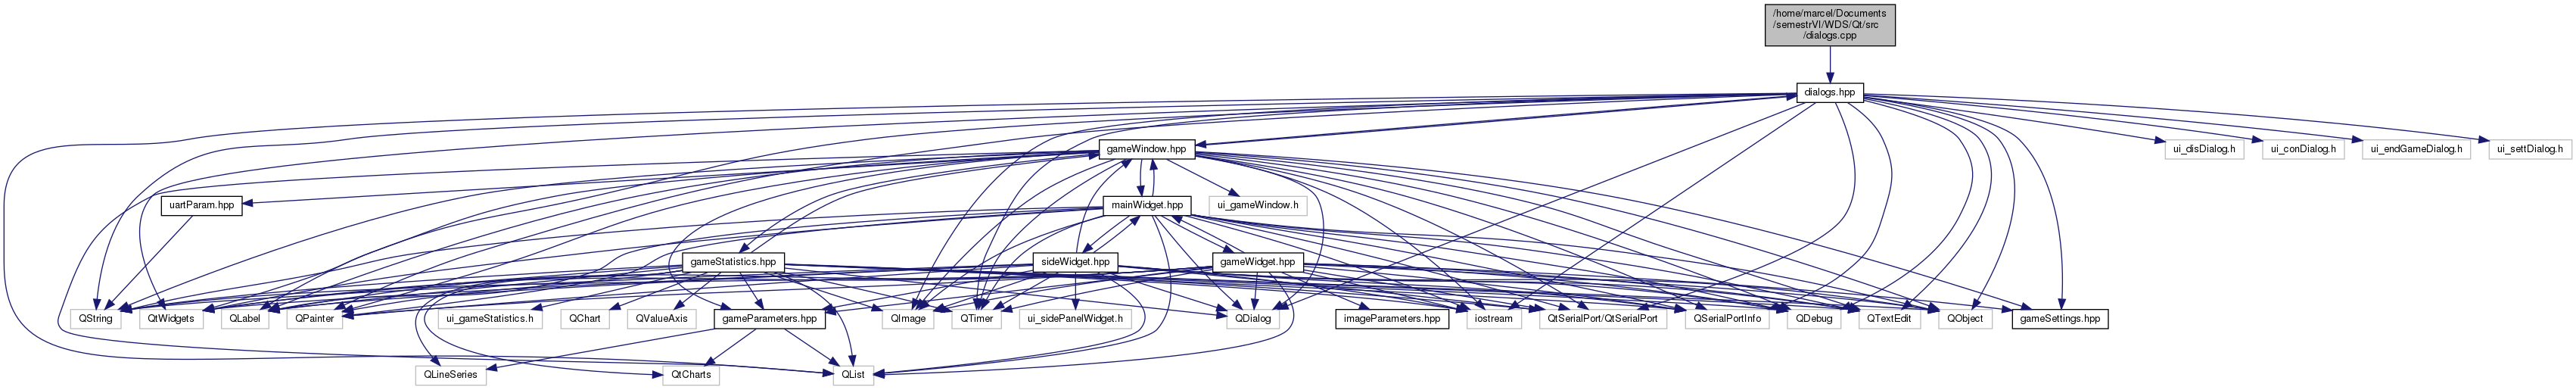 /home/marcel/Documents
/semestrVI/WDS/Qt/src
/dialogs.cpp
dialogs.hpp
gameWindow.hpp
ui_disDialog.h
ui_conDialog.h
ui_endGameDialog.h
ui_settDialog.h
uartParam.hpp
mainWidget.hpp
ui_gameWindow.h
gameStatistics.hpp
sideWidget.hpp
gameWidget.hpp
QString
QtWidgets
QLabel
QPainter
ui_gameStatistics.h
QChart
QValueAxis
gameParameters.hpp
QImage
QTimer
ui_sidePanelWidget.h
QDialog
imageParameters.hpp
iostream
QtSerialPort/QtSerialPort
QSerialPortInfo
QDebug
QTextEdit
QObject
gameSettings.hpp
QLineSeries
QtCharts
QList